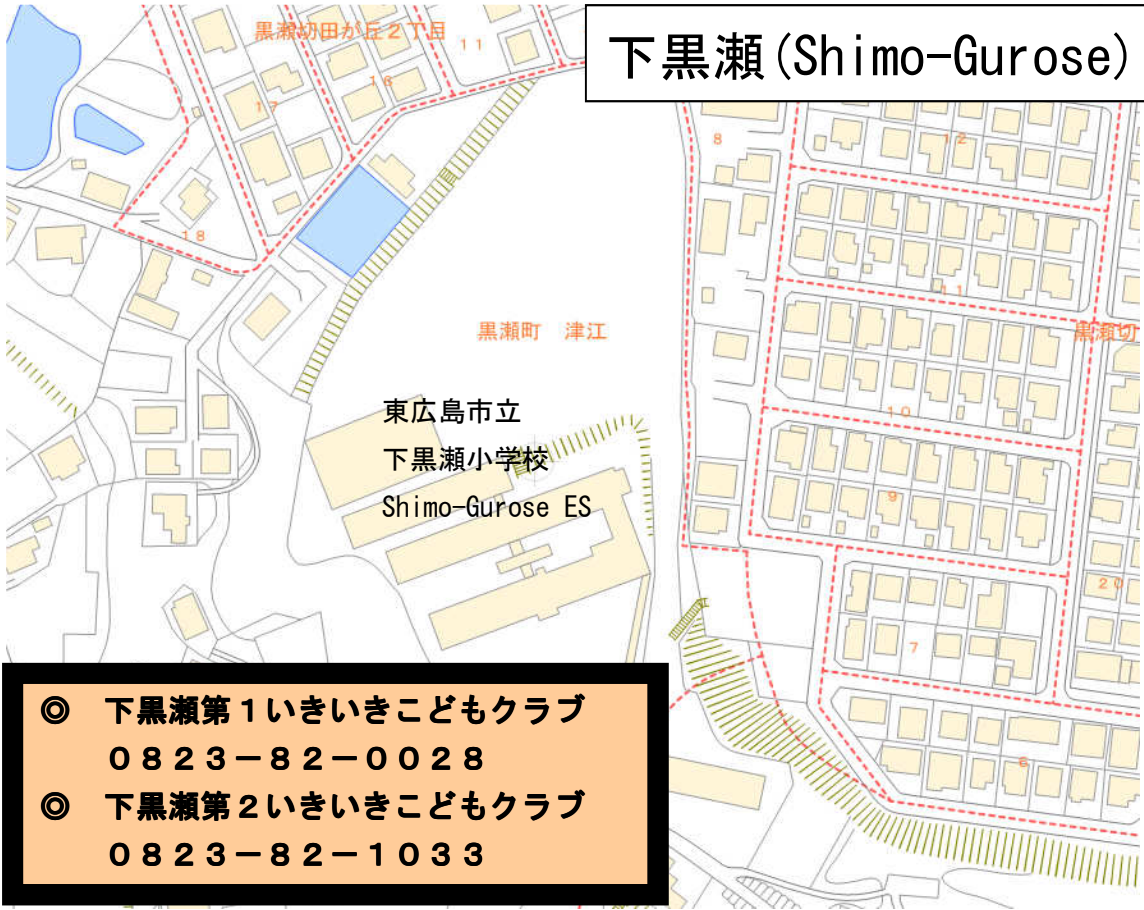 下黒瀬(Shimo-Gurose)
黒瀬切田が丘２丁目
11
16
17
18
8
12
11
黒瀬町　津江
黒瀬切
10
東広島市立
下黒瀬小学校
Shimo-Gurose ES
9
20
7
6
◎　下黒瀬第１いきいきこどもクラブ
０８２３－８２－００２８
◎　下黒瀬第２いきいきこどもクラブ
０８２３－８２－１０３３